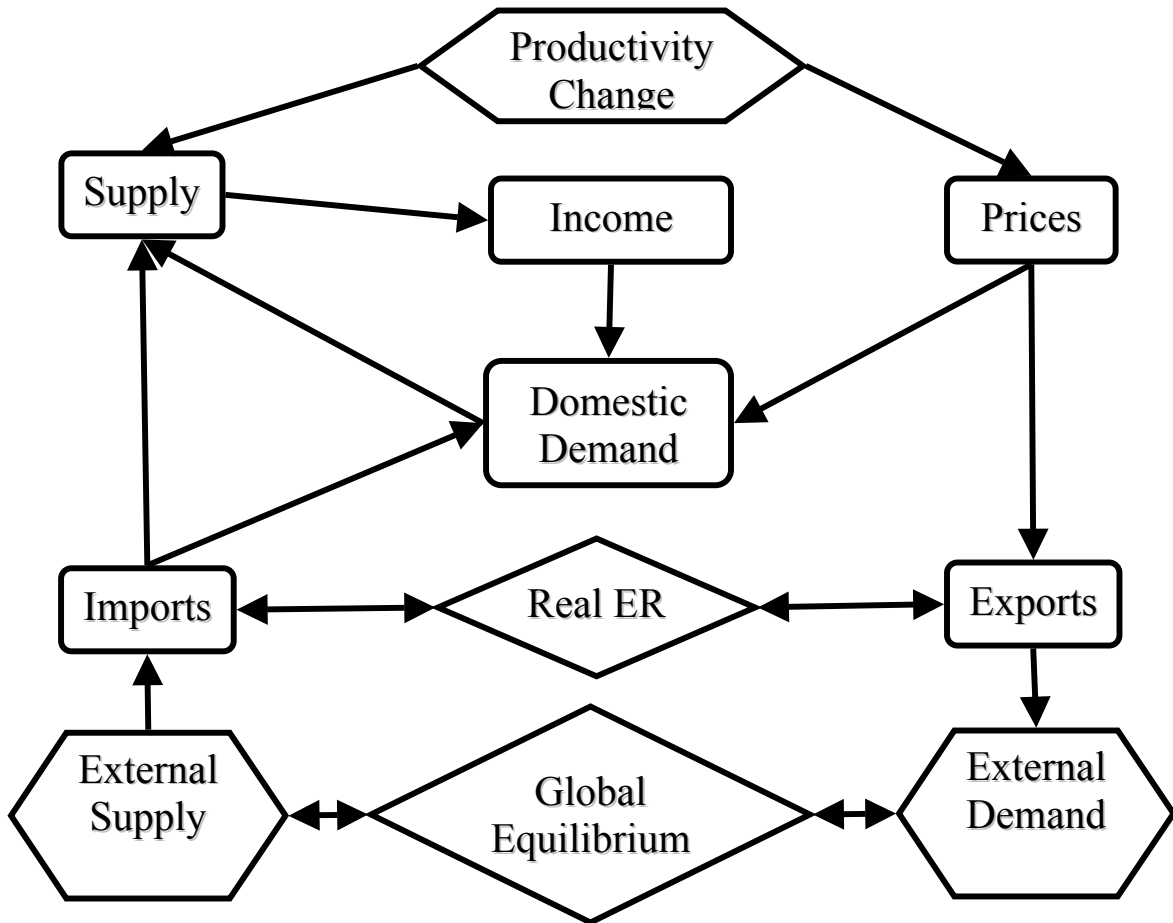 Productivity
Change
Supply
Income
Prices
Domestic
Demand
Imports
Real ER
Exports
External
Supply
Global
Equilibrium
External
Demand